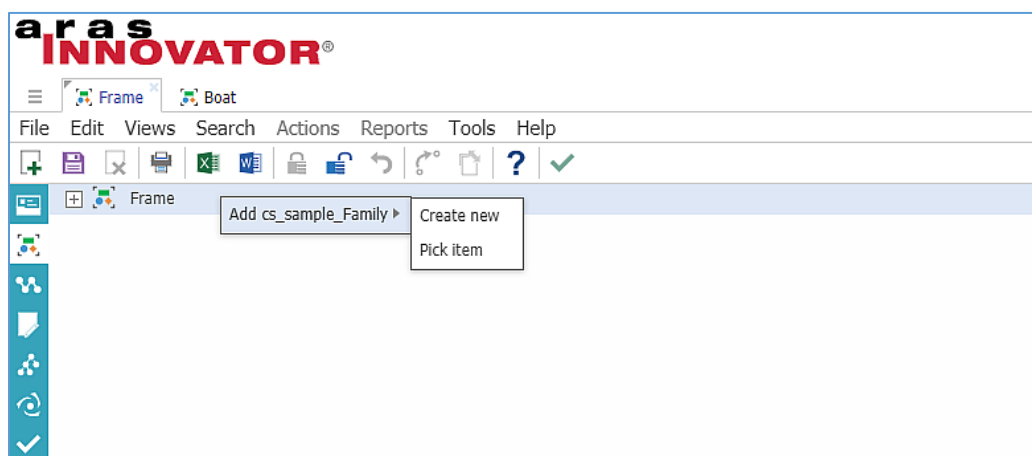 aras
INNOVATOR®
Frame Boat
File Edit Views Search Actions Reports Tools Help
Frame
Add cs_sample_Family Create new
Pick item